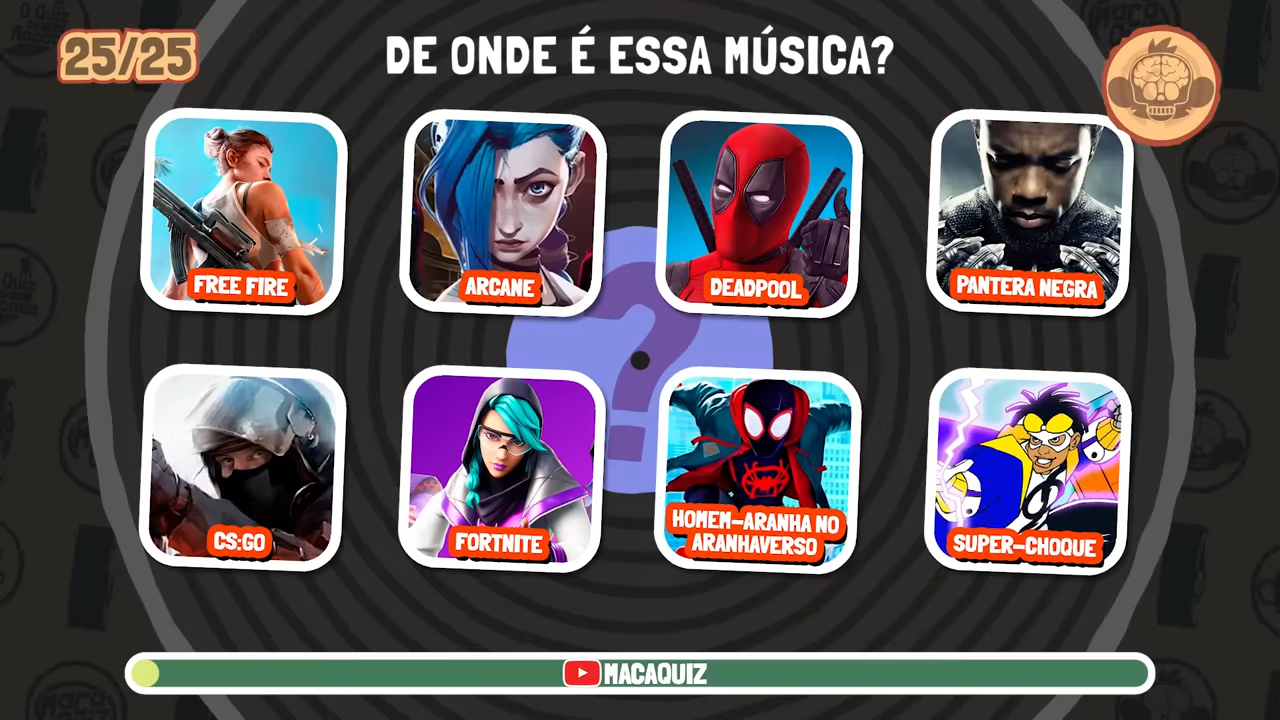 25/25
DE ONDE É ESSA MÚSICA?
FREE FIRE
ARCANE
DEADPOOL
PANTERA NEGRA
CS:GO
FORTNITE
HOMEM-ARANHA NO
ARANHAVERSO
SUPER-CHOQUE
MACAQUIZ